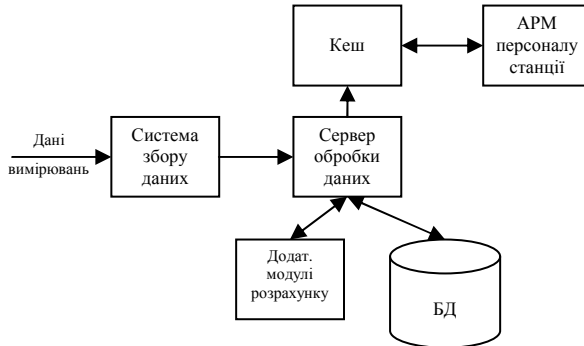 Кеш
АРМ
персоналу
станції
Дані
вимірювань
Система
збору
даних
Сервер
обробки
даних
Додат.
модулі
розрахунку
БД